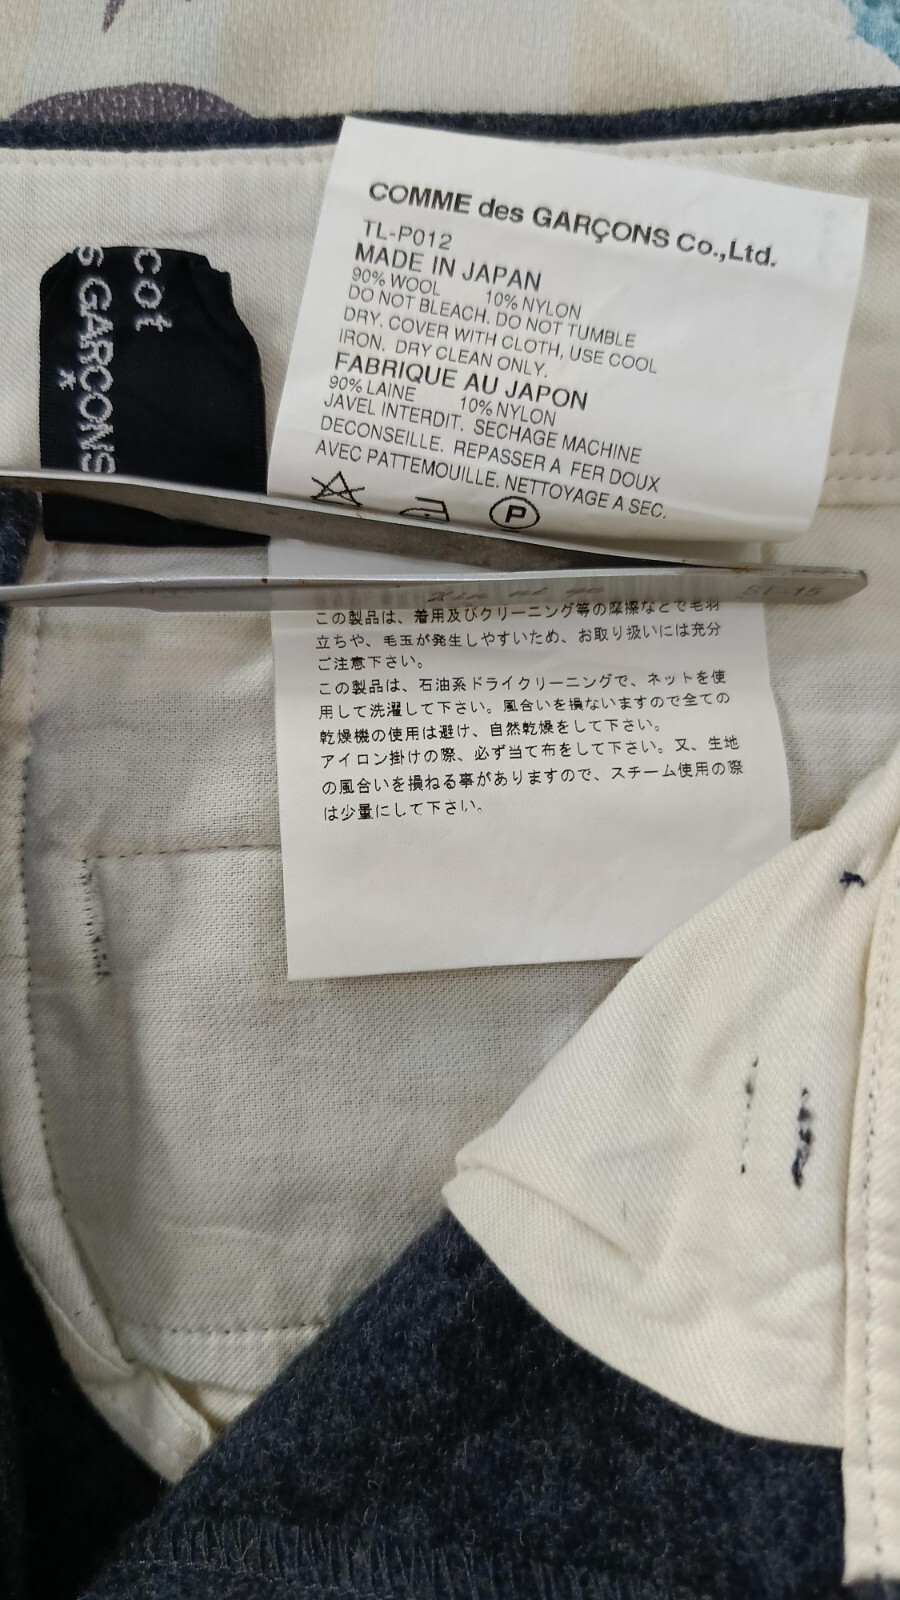 cot
S GARÇONS
COMME des GARÇONS Co.,Ltd.
TL-P012
MADE IN JAPAN
90% WOOL 10% NYLON
DO NOT BLEACH. DO NOT TUMBLE
DRY. COVER WITH CLOTH, USE COOL
IRON. DRY CLEAN ONLY.
FABRIQUE AU JAPON
90% LAINE 10% NYLON
JAVEL INTERDIT. SECHAGE MACHINE
DECONSEILLE. REPASSER A FER DOUX
AVEC PATTEMOUILLE. NETTOYAGE A SEC.
P
ST-15
この製品は、着用及びクリーニング等の摩擦などで毛羽
立ちや、毛玉が発生しやすいため、お取り扱いには充分
ご注意下さい。
この製品は、石油系ドライクリーニングで、ネットを使
用して洗濯して下さい。風合いを損ないますので全ての
乾燥機の使用は避け、自然乾燥をして下さい。
アイロン掛けの際、必ず当て布をして下さい。又、生地
の風合いを損ねる事がありますので、スチーム使用の際
は少量にして下さい。